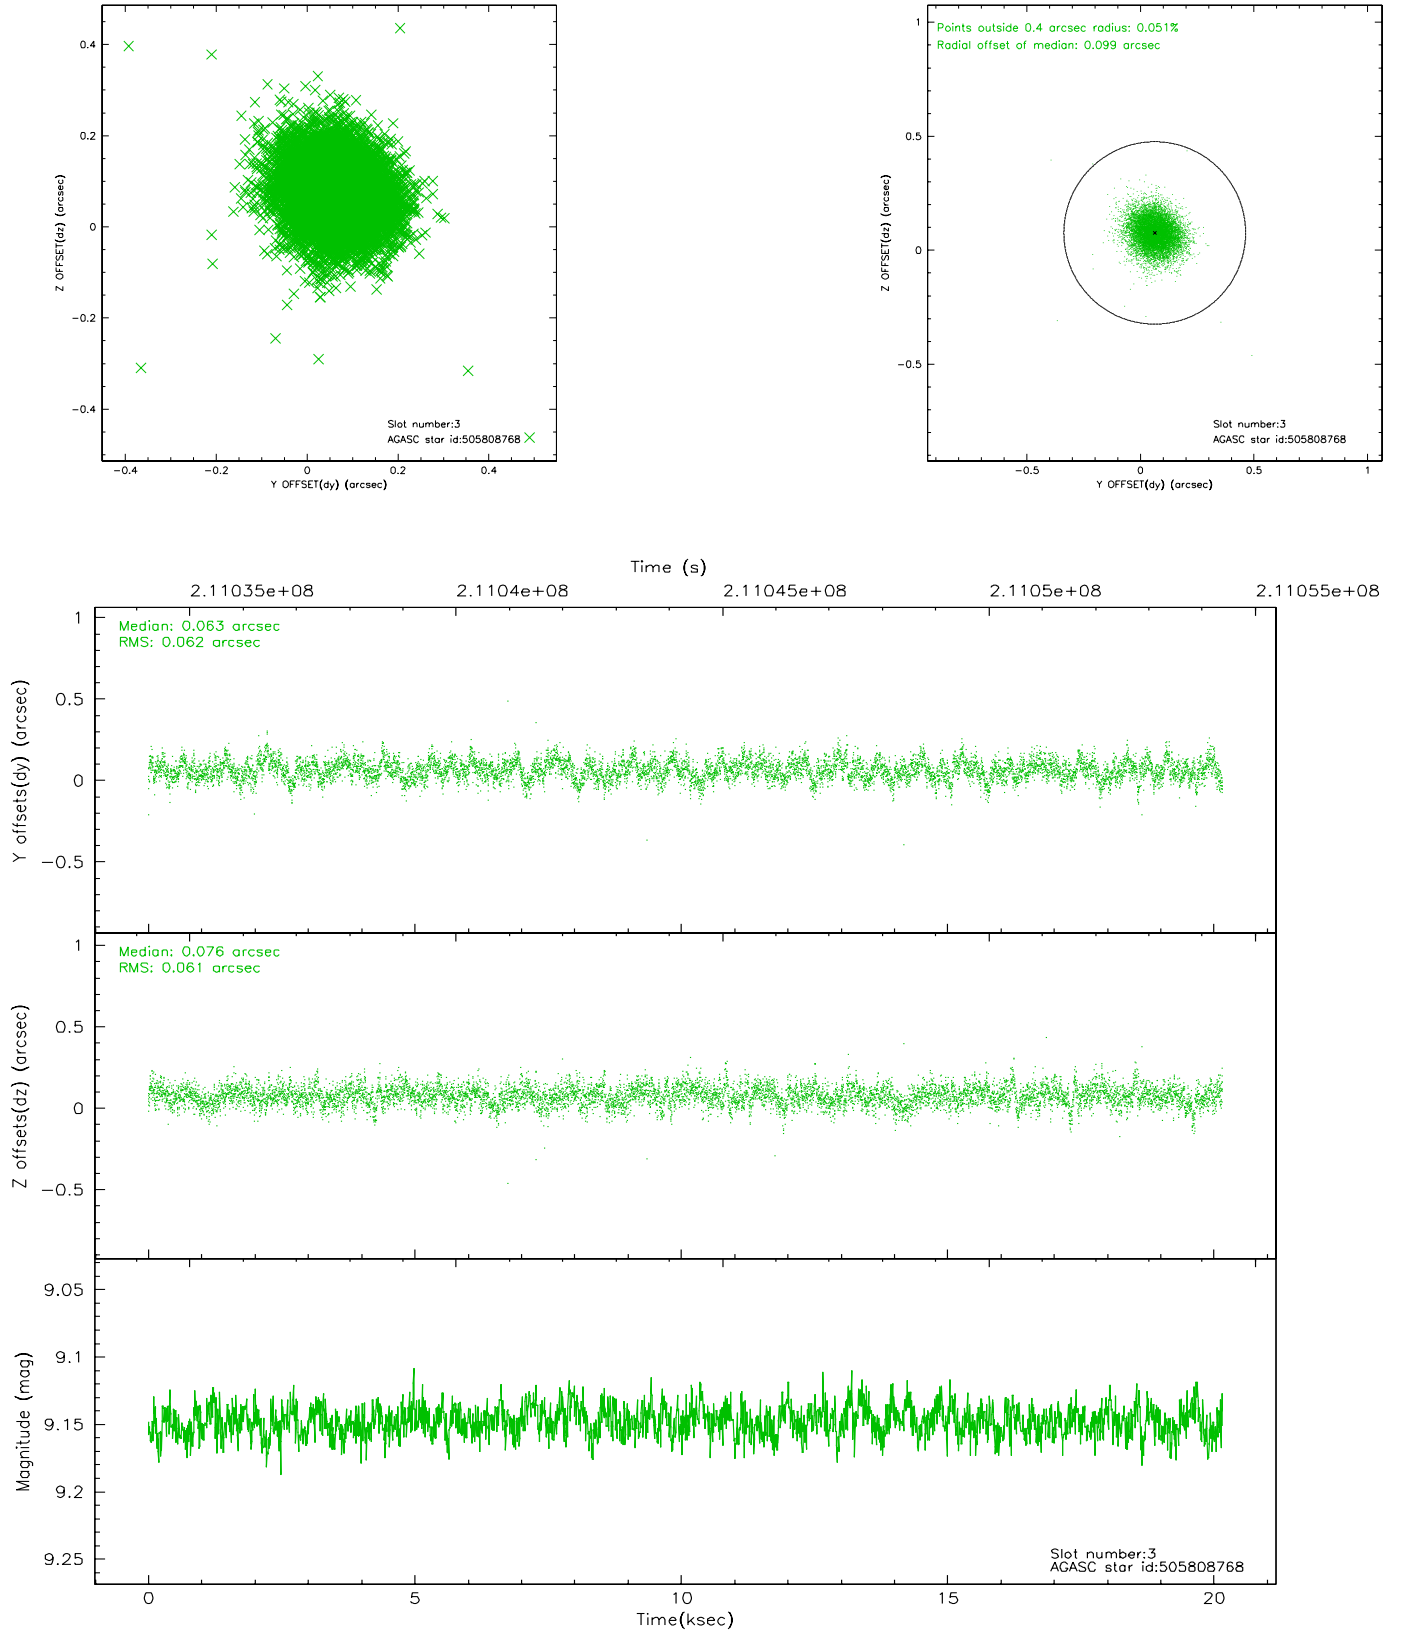 0.4
0.2
0
−0.2
−0.4
Z OFFSET(dz) (arcsec)
Slot number:3
AGASC star id:505808768
−0.4 −0.2 0 0.2 0.4
Y OFFSET(dy) (arcsec)
Points outside 0.4 arcsec radius: 0.051%
Radial offset of median: 0.099 arcsec
1
0.5
0
−0.5
Z OFFSET(dz) (arcsec)
Slot number:3
AGASC star id:505808768
−0.5 0 0.5 1
Y OFFSET(dy) (arcsec)
Time (s)
2.11035e+08 2.1104e+08 2.11045e+08 2.1105e+08 2.11055e+08
Median: 0.063 arcsec
RMS: 0.062 arcsec
1
0.5
0
−0.5
Y offsets(dy) (arcsec)
Median: 0.076 arcsec
RMS: 0.061 arcsec
1
0.5
0
−0.5
Z offsets(dz) (arcsec)
9.05
9.1
9.15
9.2
9.25
Magnitude (mag)
Slot number:3
AGASC star id:505808768
0 5 10 15 20
Time(ksec)